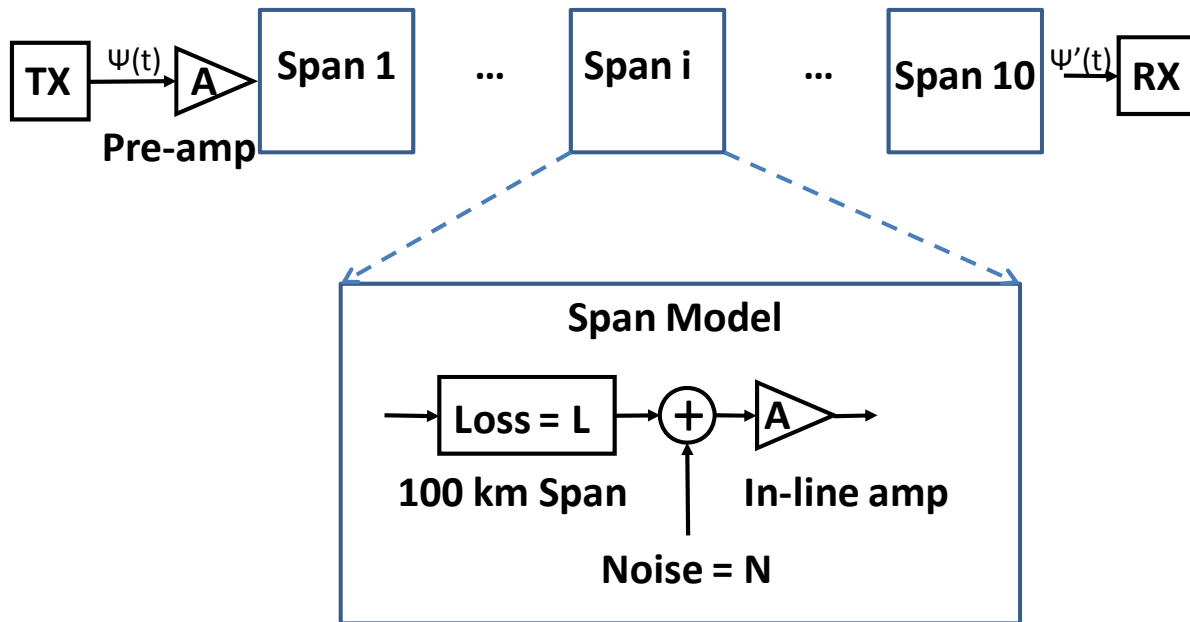 TX
Ψ(t)
A
Pre-amp
Span 1
...
Span i
...
Span 10
Ψ’(t)
RX
Span Model
Loss = L
+
A
100 km Span
In-line amp
Noise = N